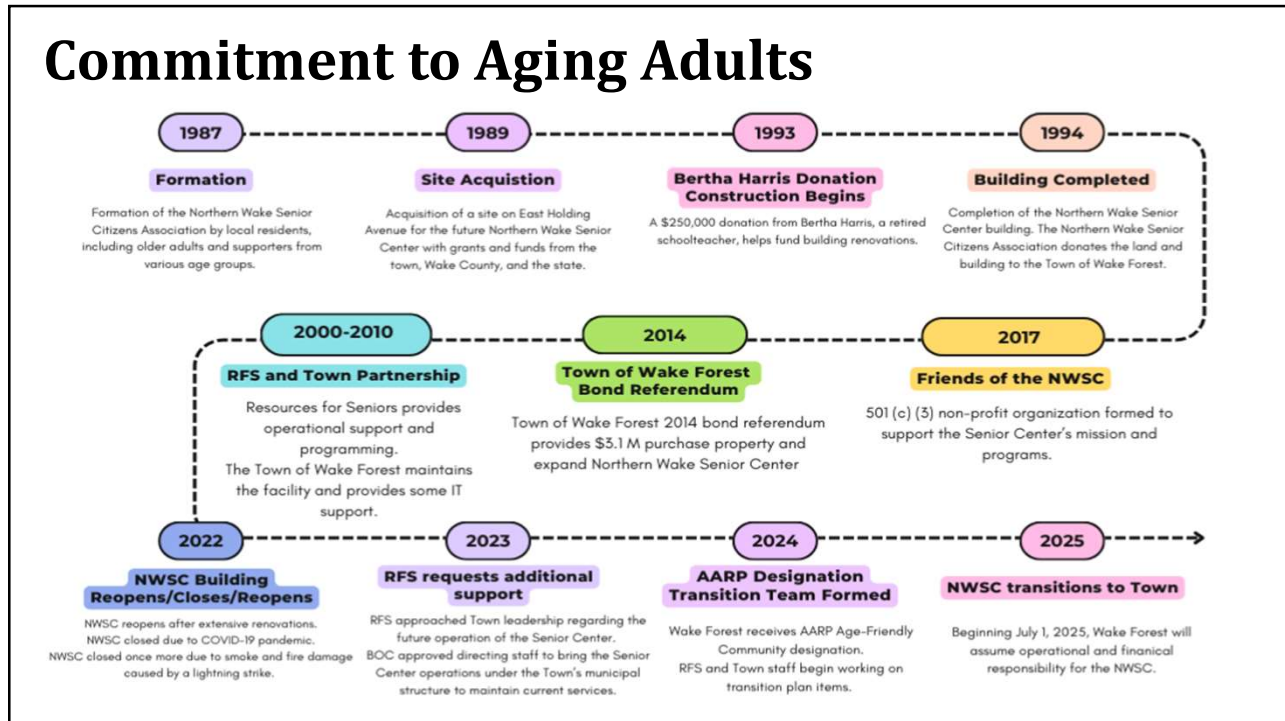 Commitment to Aging Adults
1987
Formation
Formation of the Northern Wake Senior
Citizens Association by local residents,
including older adults and supporters from
various age groups.
1989
Site Acquistion
Acquisition of a site on East Holding
Avenue for the future Northern Wake Senior
Center with grants and funds from the
town, Wake County, and the state.
1993
Bertha Harris Donation
Construction Begins
A $250,000 donation from Bertha Harris, a retired
schoolteacher, helps fund building renovations.
1994
Building Completed
Completion of the Northern Wake Senior
Center building. The Northern Wake Senior
Citizens Association donates the land and
building to the Town of Wake Forest.
2000-2010
RFS and Town Partnership
Resources for Seniors provides
operational support and
programming.
The Town of Wake Forest maintains
the facility and provides some IT
support.
2014
Town of Wake Forest
Bond Referendum
Town of Wake Forest 2014 bond referendum
provides $3.1 M purchase property and
expand Northern Wake Senior Center
2017
Friends of the NWSC
501 (c) (3) non-profit organization formed to
support the Senior Center's mission and
programs.
2022
NWSC Building
Reopens/Closes/Reopens
NWSC reopens after extensive renovations.
NWSC closed due to COVID-19 pandemic.
NWSC closed once more due to smoke and fire damage
caused by a lightning strike.
2023
RFS requests additional
support
RFS approached Town leadership regarding the
future operation of the Senior Center.
BOC approved directing staff to bring the Senior
Center operations under the Town's municipal
structure to maintain current services.
2024
AARP Designation
Transition Team Formed
Wake Forest receives AARP Age-Friendly
Community designation.
RFS and Town staff begin working on
transition plan items.
2025
NWSC transitions to Town
Beginning July 1, 2025, Wake Forest will
assume operational and finanical
responsibility for the NWSC.